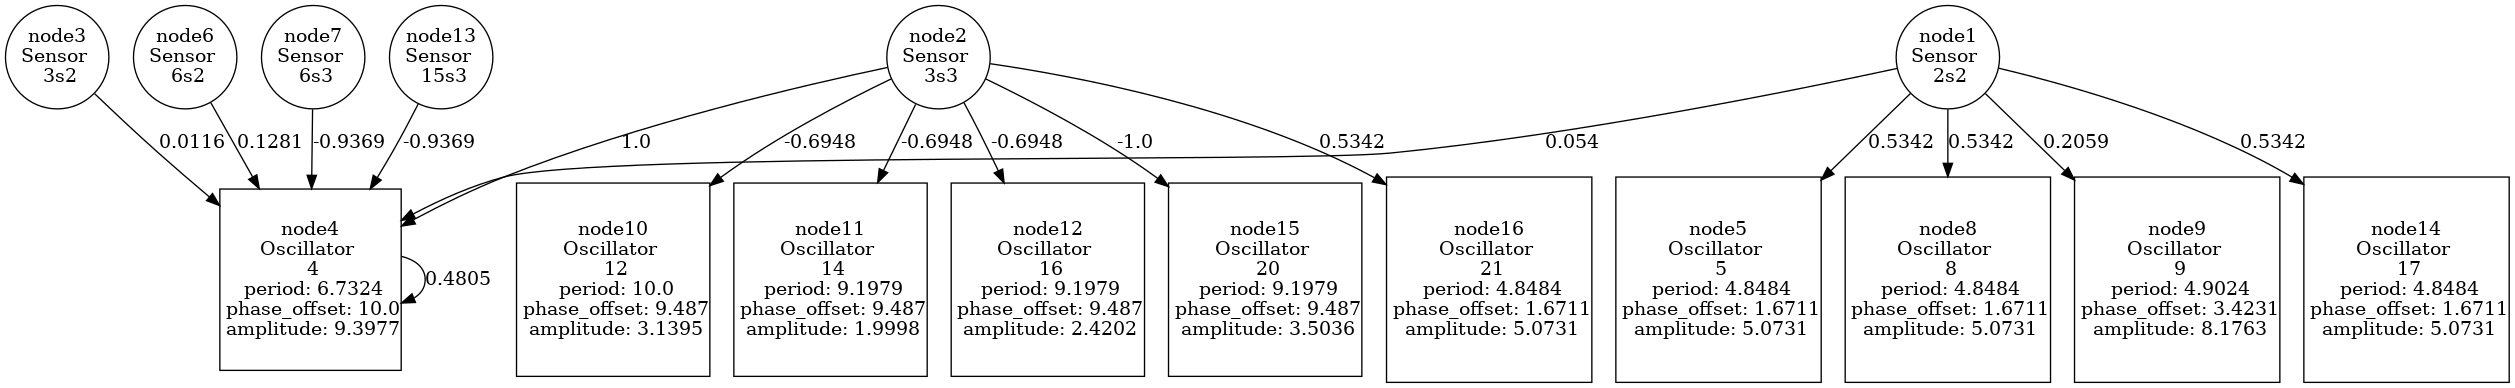 node3
Sensor
3s2
node6
Sensor
6s2
node7
Sensor
6s3
node13
Sensor
15s3
node2
Sensor
3s3
node1
Sensor
2s2
0.0116
0.1281
-0.9369
-0.9369
1.0
-0.6948
-0.6948
-0.6948
-1.0
0.5342
0.054
0.5342
0.5342
0.2059
0.5342
node4
Oscillator
4
period: 6.7324
phase_offset: 10.0
amplitude: 9.3977
0.4805
node10
Oscillator
12
period: 10.0
phase_offset: 9.487
amplitude: 3.1395
node11
Oscillator
14
period: 9.1979
phase_offset: 9.487
amplitude: 1.9998
node12
Oscillator
16
period: 9.1979
phase_offset: 9.487
amplitude: 2.4202
node15
Oscillator
20
period: 9.1979
phase_offset: 9.487
amplitude: 3.5036
node16
Oscillator
21
period: 4.8484
phase_offset: 1.6711
amplitude: 5.0731
node5
Oscillator
5
period: 4.8484
phase_offset: 1.6711
amplitude: 5.0731
node8
Oscillator
8
period: 4.8484
phase_offset: 1.6711
amplitude: 5.0731
node9
Oscillator
9
period: 4.9024
phase_offset: 3.4231
amplitude: 8.1763
node14
Oscillator
17
period: 4.8484
phase_offset: 1.6711
amplitude: 5.0731